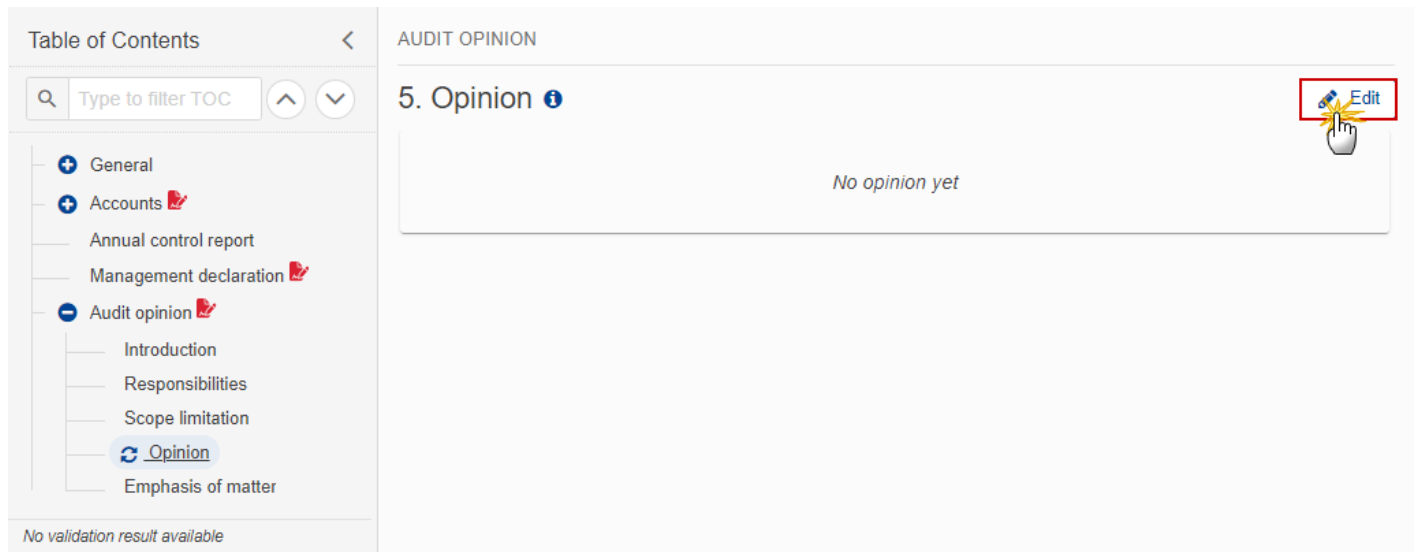 Table of Contents
Type to filter TOC
General
Accounts
Annual control report
Management declaration
Audit opinion
Introduction
Responsibilities
Scope limitation
Opinion
Emphasis of matter
No validation result available
AUDIT OPINION
5. Opinion
Edit
No opinion yet